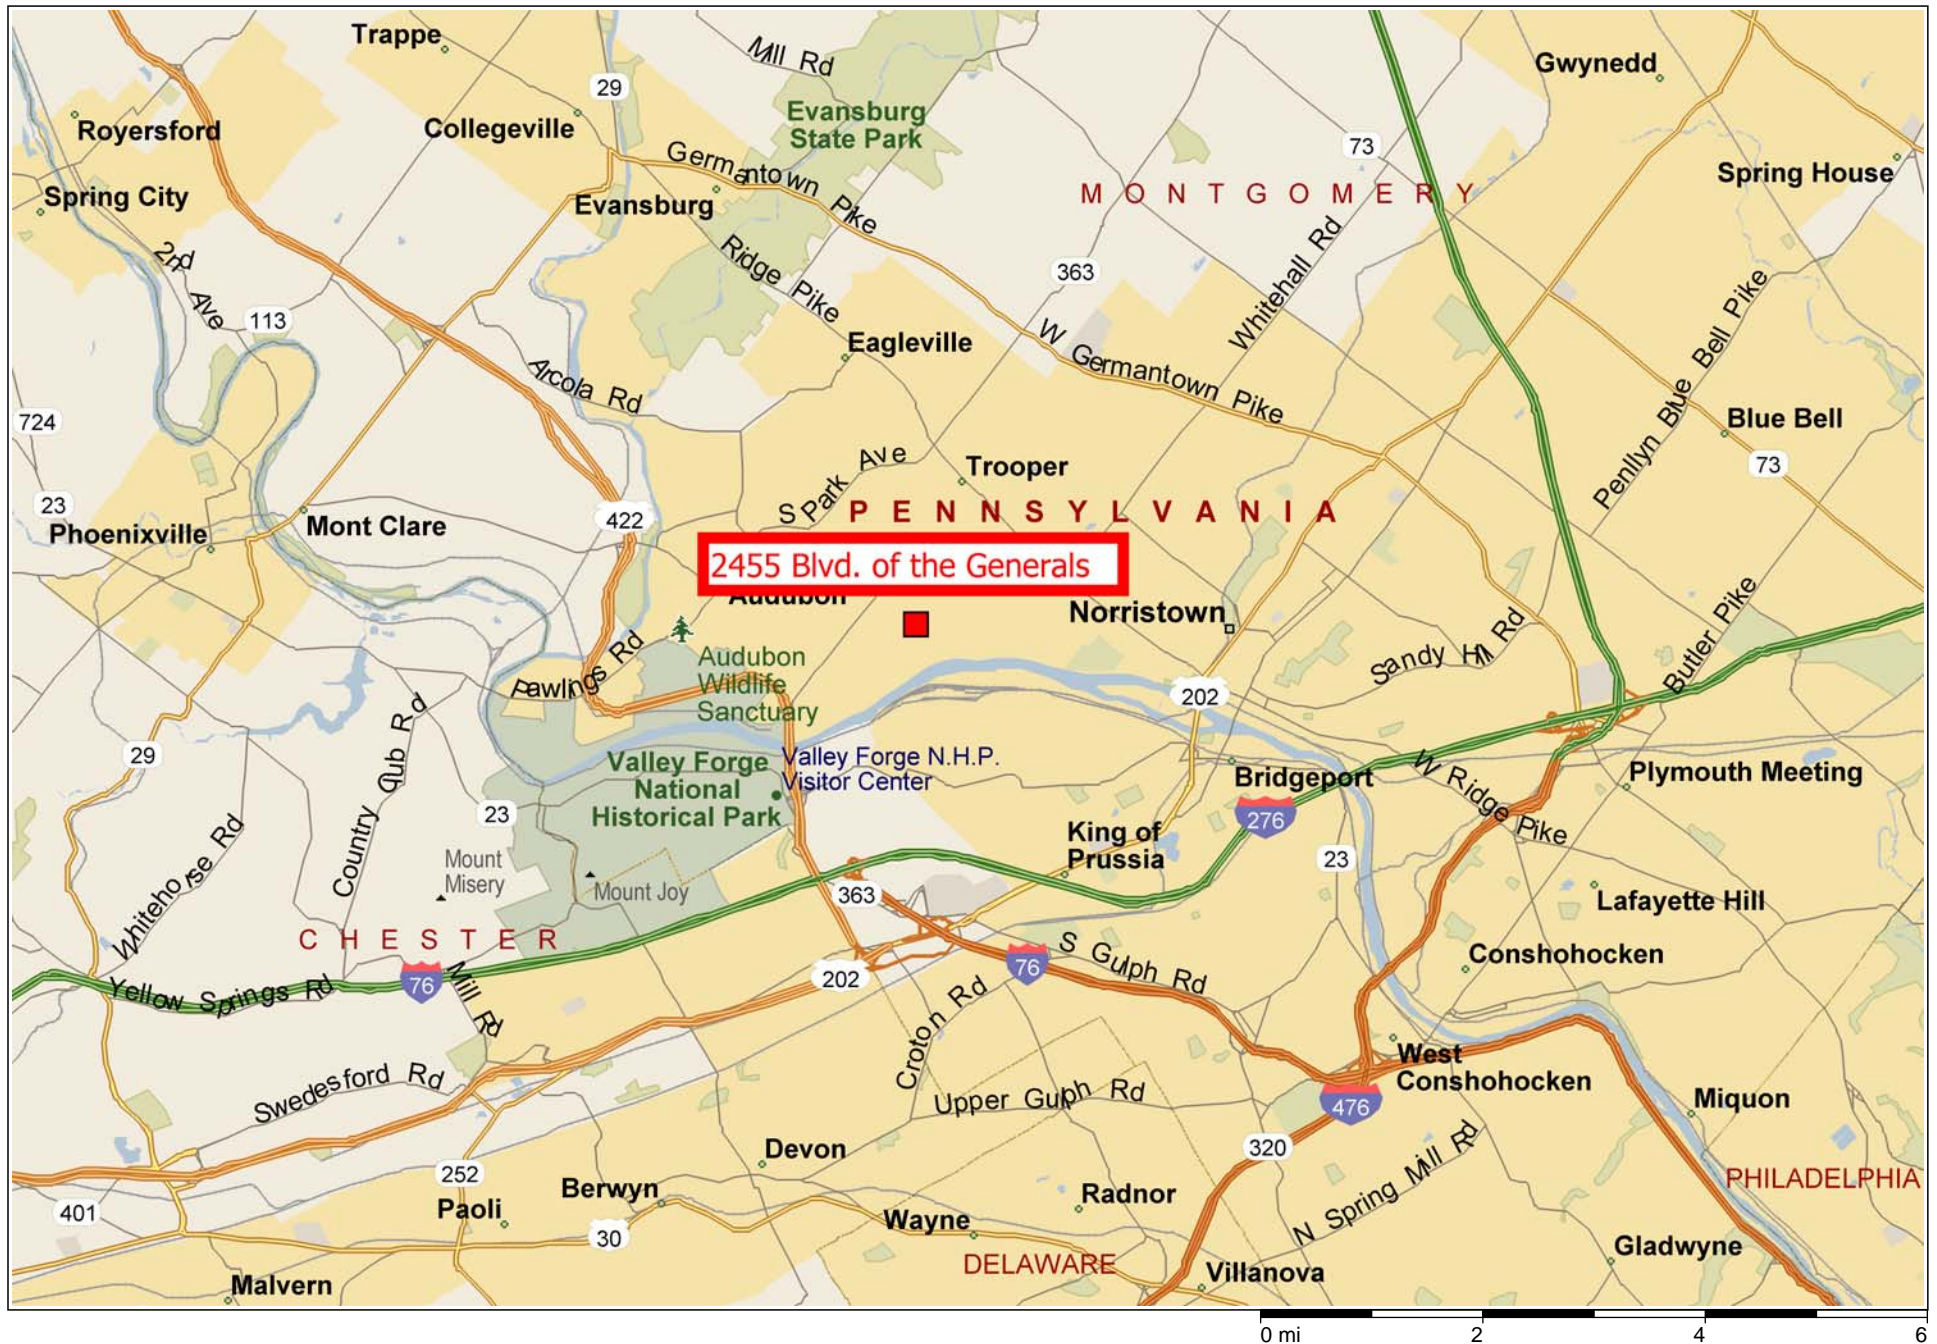 Trappe
Mill Rd
Gwynedd
29
Evansburg
State Park
Royersford
Collegeville
73
Germantown Pike
Spring House
Spring City
Evansburg
MONTGOMERY
2nd Ave
Ridge Pike
363
Whitehall Rd
113
Penllyn Blue Bell Pike
Eagleville
W Germantown Pike
Arcola Rd
724
Blue Bell
S Park Ave
Trooper
73
23
422
PENNSYLVANIA
Phoenixville
Mont Clare
2455 Blvd. of the Generals
Audubon
Norristown
Butler Pike
Sandy Hill Rd
Pawlings Rd
Audubon
Wildlife
Sanctuary
202
Country Club Rd
29
Valley Forge
National
Historical Park
Valley Forge N.H.P.
Visitor Center
Bridgeport
W Ridge Pike
Plymouth Meeting
23
276
King of
Prussia
Whitehorse Rd
Mount
Misery
Mount Joy
23
363
Lafayette Hill
CHESTER
S Gulph Rd
Conshohocken
76
Yellow Springs Rd
76
Mill Rd
202
Croton Rd
West
Conshohocken
Swedesford Rd
Upper Gulph Rd
476
Miquon
320
N Spring Mill Rd
Devon
252
Berwyn
Radnor
PHILADELPHIA
401
Paoli
30
Wayne
Gladwyne
DELAWARE
Villanova
Malvern
0 mi 2 4 6